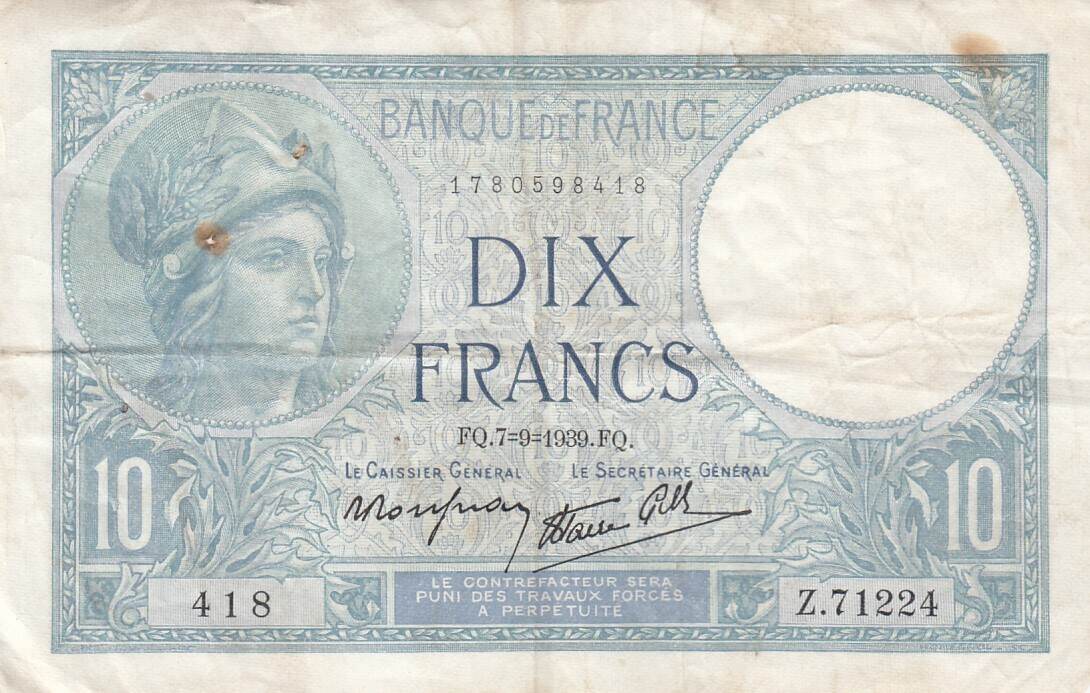 BANQUE DE FRANCE
1780598418
DIX
FRANCS
FQ.7=9=1939.FQ.
LE CAISSIER GÉNÉRAL LE SECRÉTAIRE GÉNÉRAL
10 10
LE CONTREFACTEUR SERA
PUNI DES TRAVAUX FORCÉS
À PERPÉTUITÉ
418 Z.71224